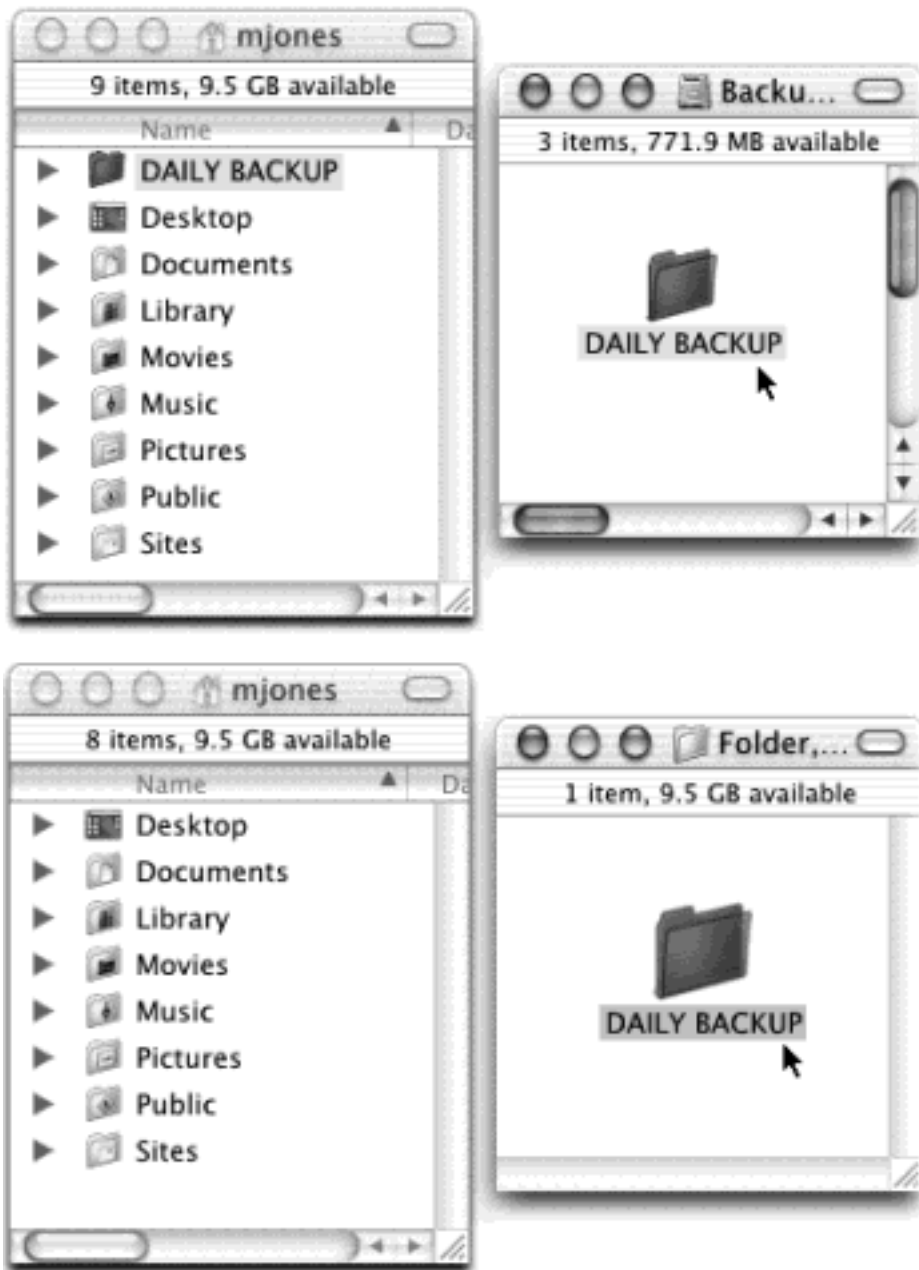 mjones
9 items, 9.5 GB available
Name Da
DAILY BACKUP
Desktop
Documents
Library
Movies
Music
Pictures
Public
Sites
Backu...
3 items, 771.9 MB available
DAILY BACKUP
mjones
8 items, 9.5 GB available
Name Da
Desktop
Documents
Library
Movies
Music
Pictures
Public
Sites
Folder,...
1 item, 9.5 GB available
DAILY BACKUP